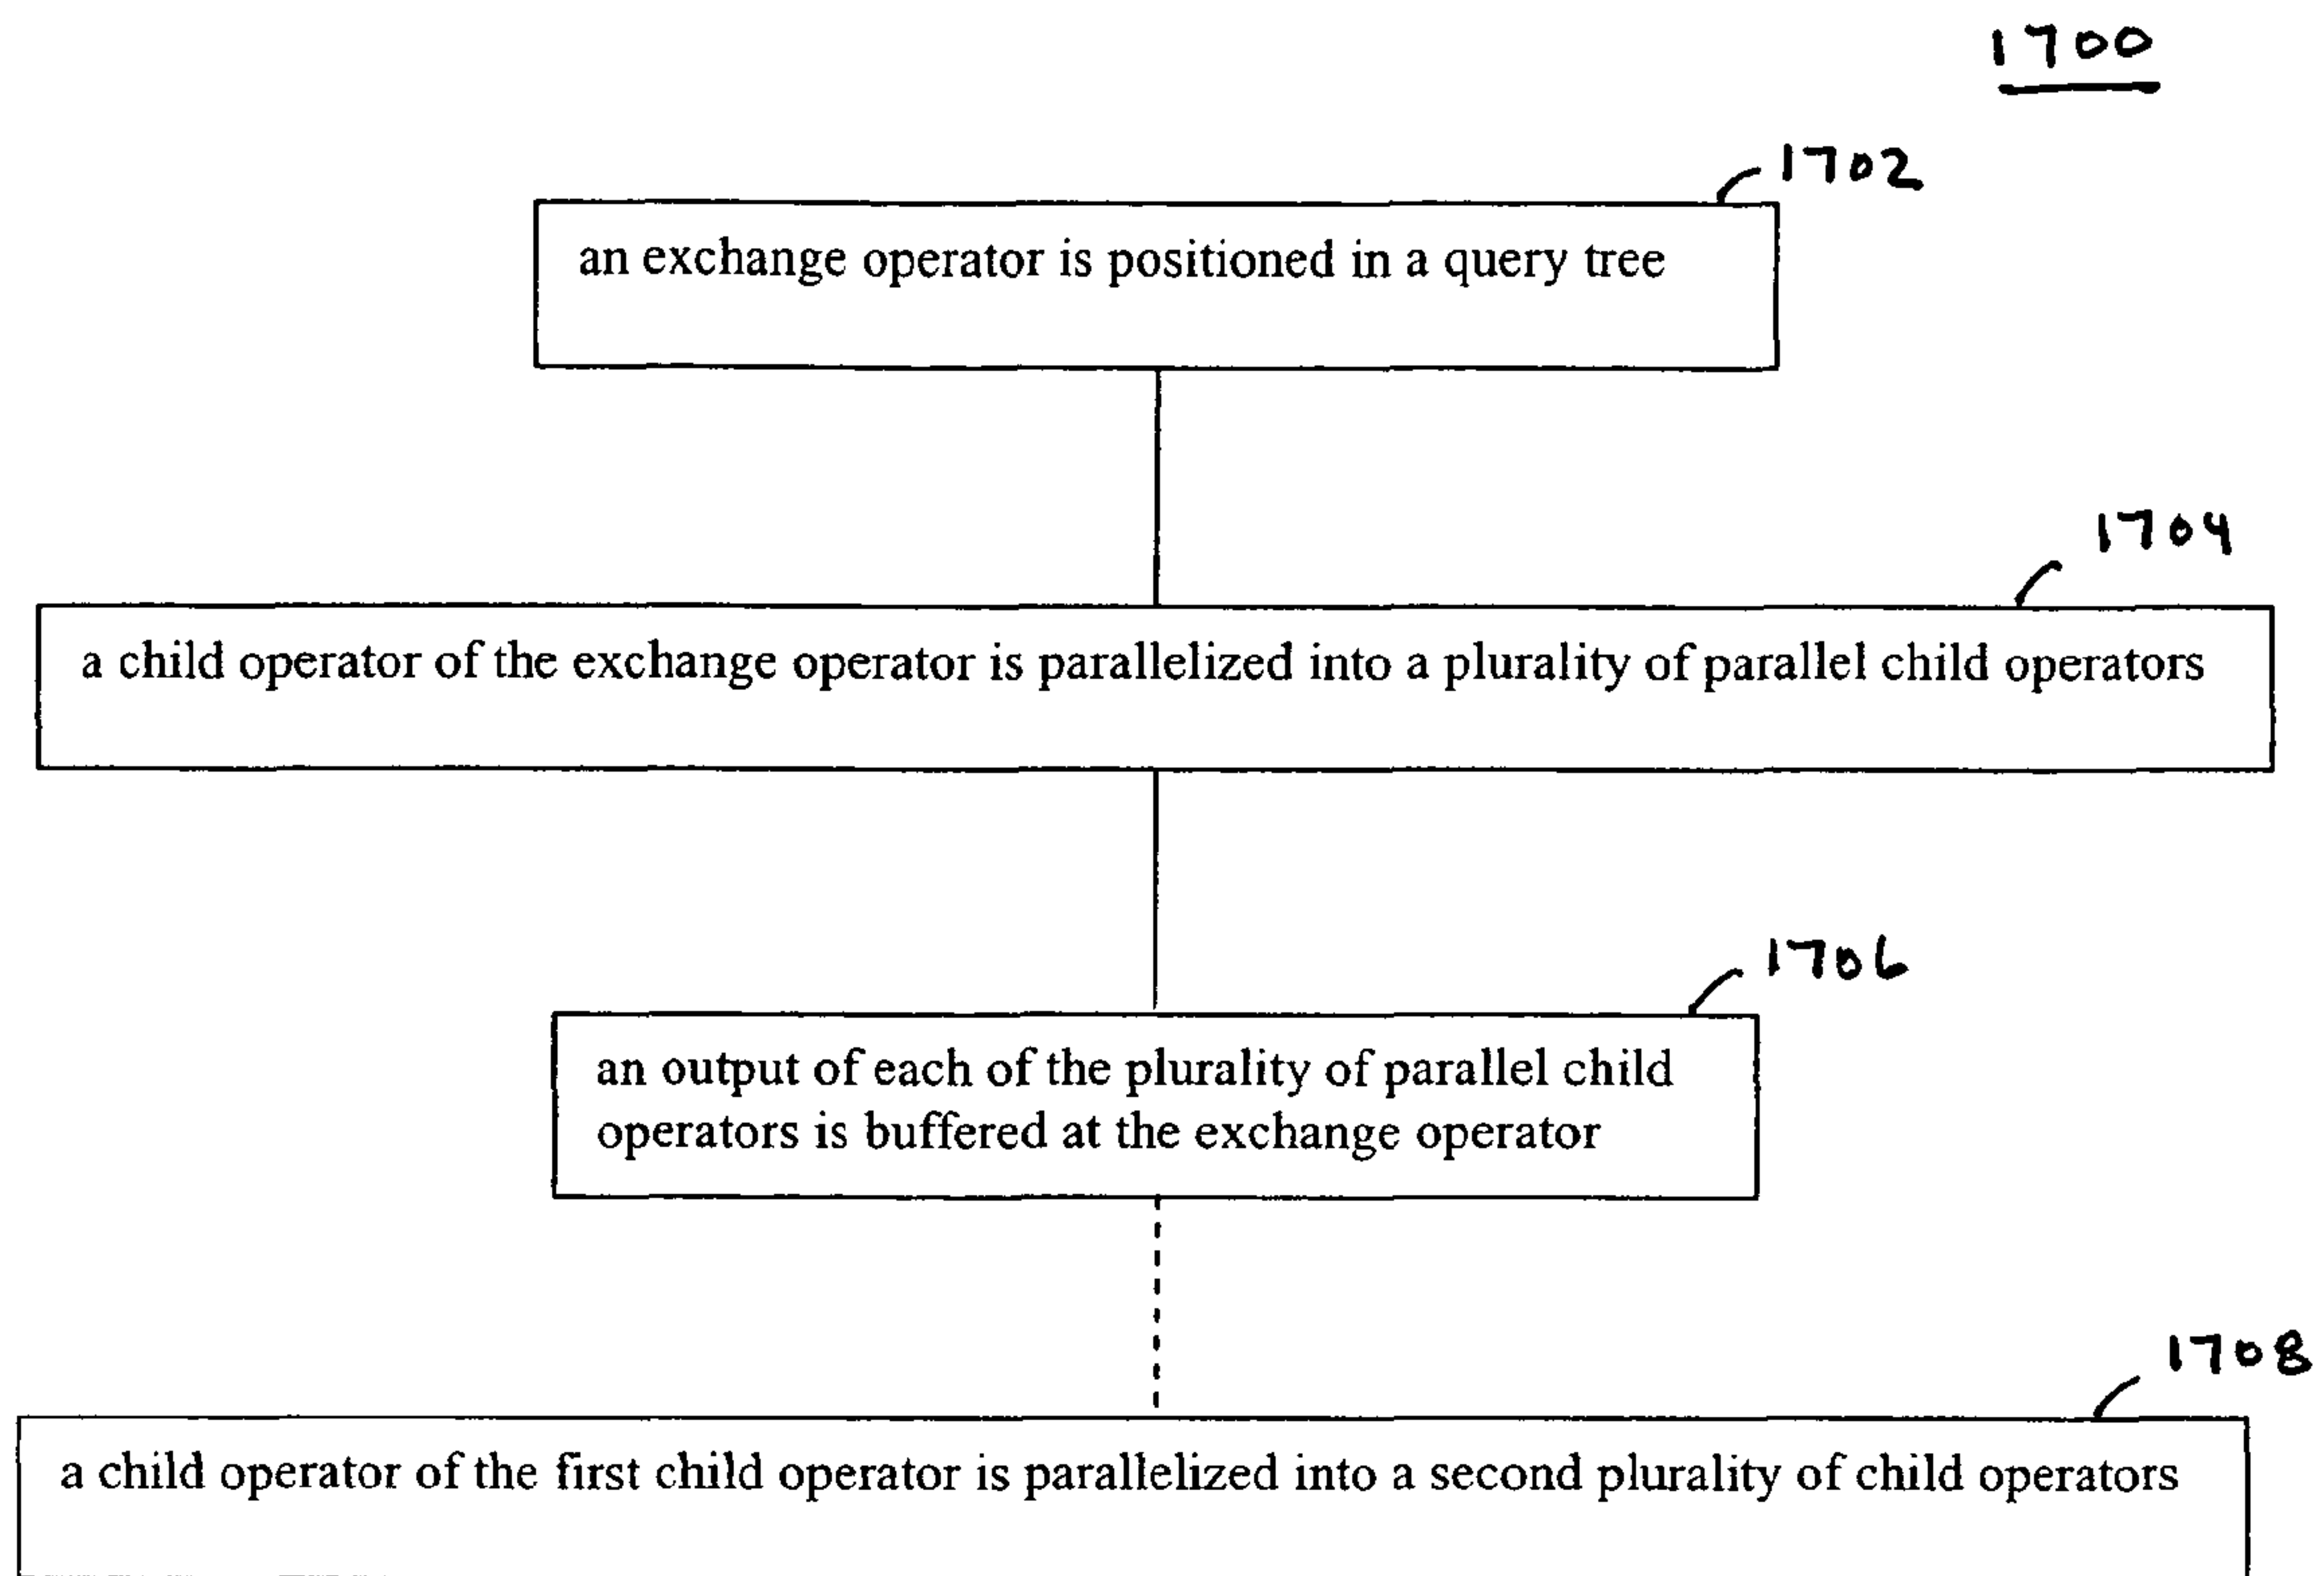 1700
1702
an exchange operator is positioned in a query tree
1704
a child operator of the exchange operator is parallelized into a plurality of parallel child operators
1706
an output of each of the plurality of parallel child
operators is buffered at the exchange operator
1708
a child operator of the first child operator is parallelized into a second plurality of child operators